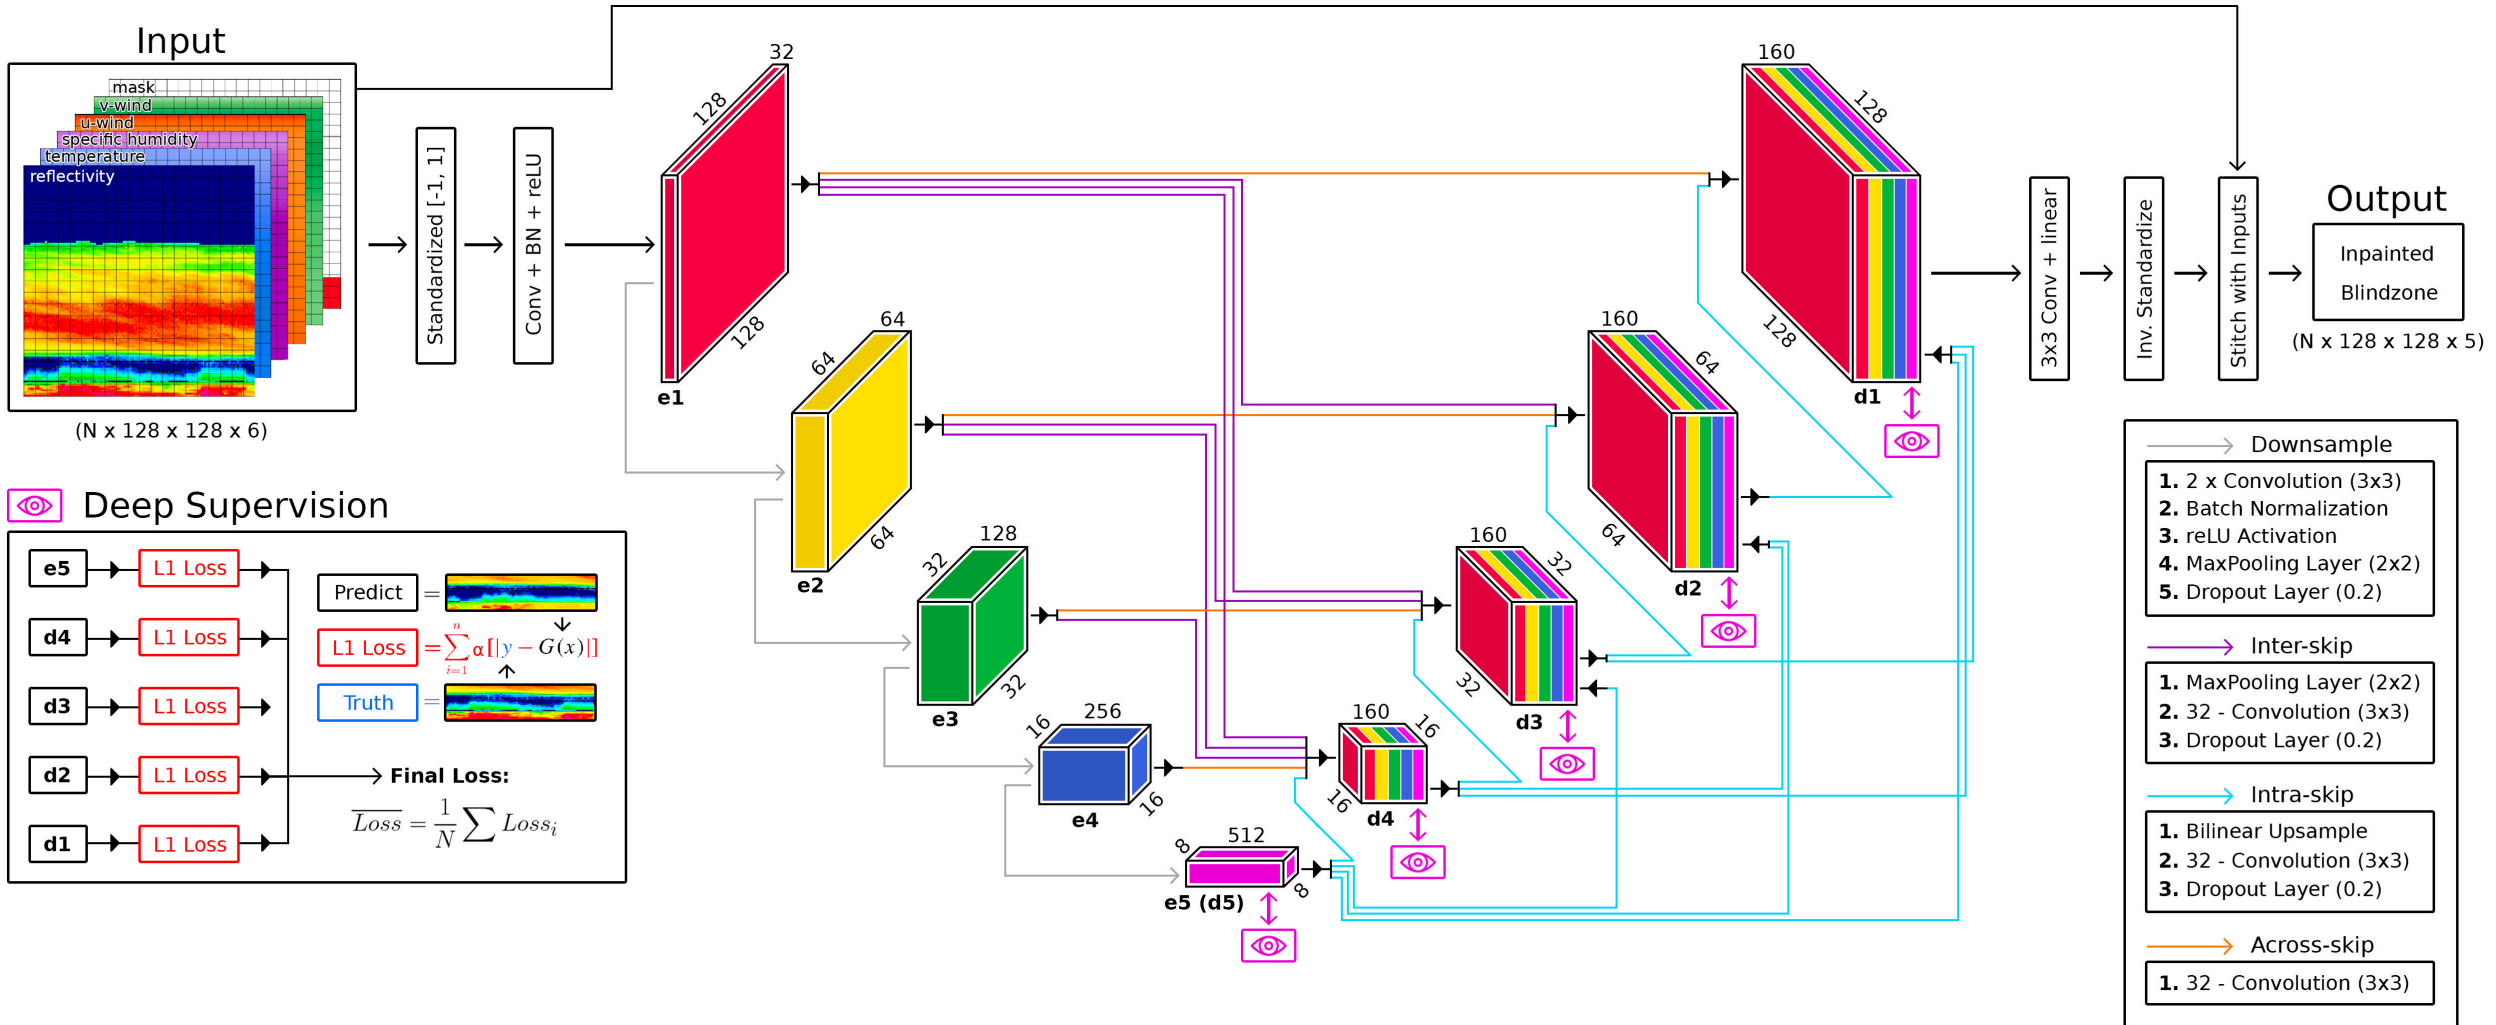 Input
mask
v-wind
u-wind
specific humidity
temperature
reflectivity
(N x 128 x 128 x 6)
Standardized [-1, 1]
Conv + BN + reLU
32
128
128
e1
64
64
64
e2
128
32
32
e3
256
16
16
e4
512
8
8
e5 (d5)
160
128
128
d1
160
64
64
d2
160
32
32
d3
160
16
16
d4
3x3 Conv + linear
Inv. Standardize
Stitch with Inputs
Output
Inpainted
Blindzone
(N x 128 x 128 x 5)
Deep Supervision
e5 L1 Loss
d4 L1 Loss
d3 L1 Loss
d2 L1 Loss
d1 L1 Loss
Predict =
L1 Loss = n ∑ i=1 α[|y − G(x)|]
Truth =
Final Loss:
Loss = 1/N ∑ Lossᵢ
Downsample
1. 2 x Convolution (3x3)
2. Batch Normalization
3. reLU Activation
4. MaxPooling Layer (2x2)
5. Dropout Layer (0.2)
Inter-skip
1. MaxPooling Layer (2x2)
2. 32 - Convolution (3x3)
3. Dropout Layer (0.2)
Intra-skip
1. Bilinear Upsample
2. 32 - Convolution (3x3)
3. Dropout Layer (0.2)
Across-skip
1. 32 - Convolution (3x3)